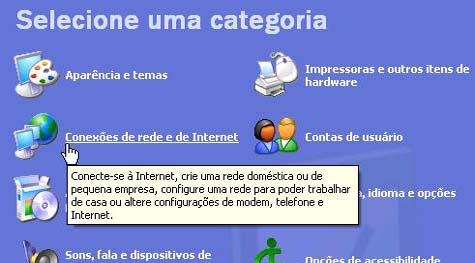 Selecione uma categoria
Aparência e temas
Impressoras e outros itens de
hardware
Conexões de rede e de Internet
Contas de usuário
Conecte-se à Internet, crie uma rede doméstica ou de
pequena empresa, configure uma rede para poder trabalhar
de casa ou altere configurações de modem, telefone e
Internet.
, idioma e opções
Sons, fala e dispositivos de
Opções de acessibilidade